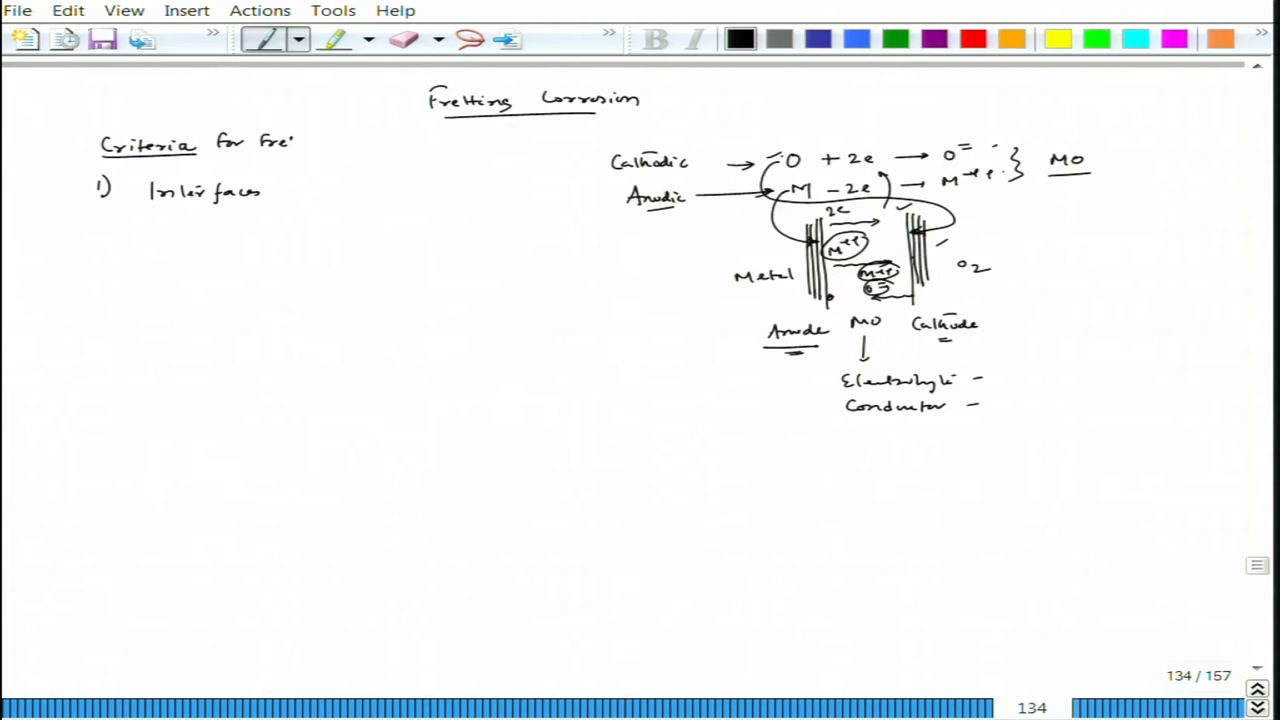 File Edit View Insert Actions Tools Help
Fretting Corrosion
Criteria for Fre
1) Interfaces
Cathodic → O + 2e → O=
Anodic → M - 2e → M++ } MO
2e
M++
Metal M++ O2
O=
Anode MO Cathode
Electrolyte -
Conductor -
134 / 157
134